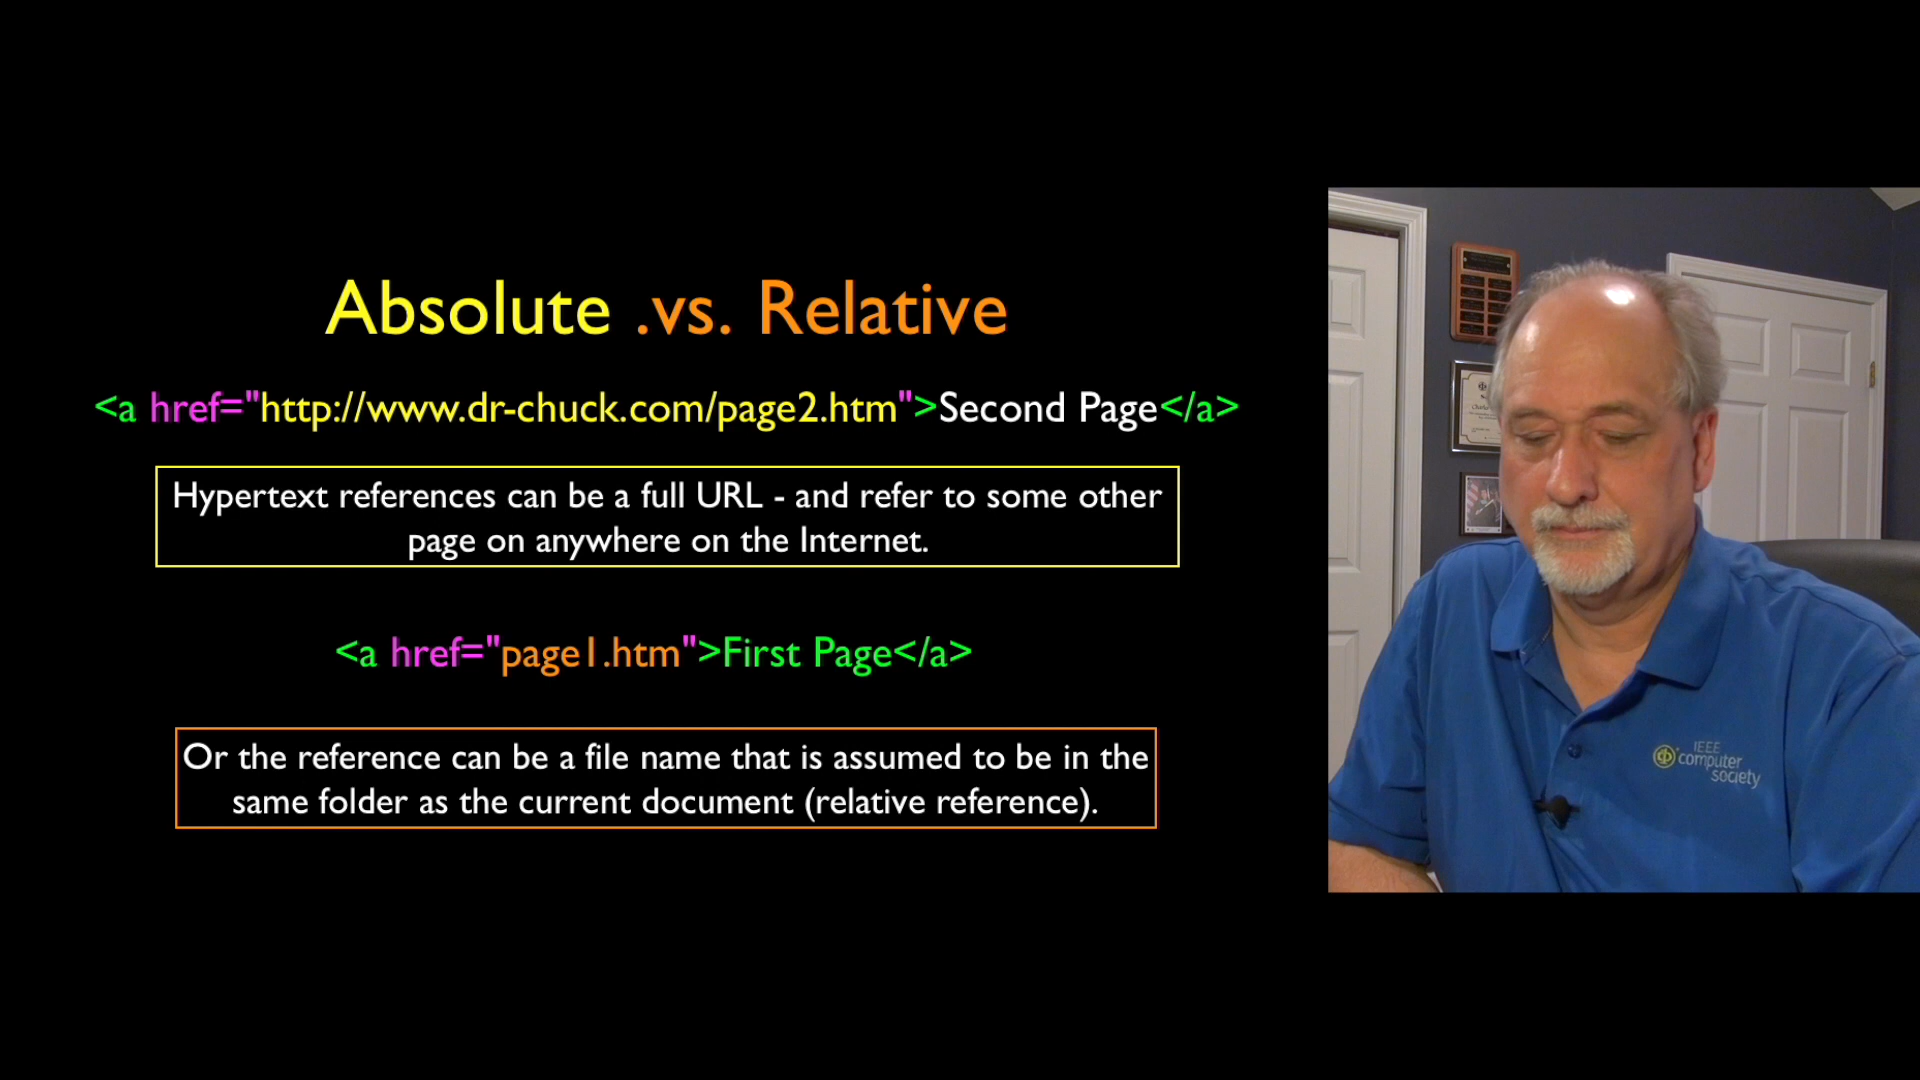 Absolute .vs. Relative
<a href="http://www.dr-chuck.com/page2.htm">Second Page</a>
Hypertext references can be a full URL - and refer to some other
page on anywhere on the Internet.
<a href="page1.htm">First Page</a>
Or the reference can be a file name that is assumed to be in the
same folder as the current document (relative reference).
IEEE
computer
society